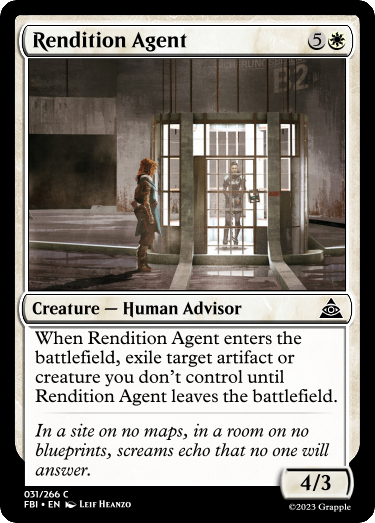 Rendition Agent 5
B2
Creature — Human Advisor
When Rendition Agent enters the
battlefield, exile target artifact or
creature you don't control until
Rendition Agent leaves the battlefield.
In a site on no maps, in a room on no
blueprints, screams echo that no one will
answer.
4/3
031/266 C
FBI • EN Leif Heanzo
©2023 Grapple